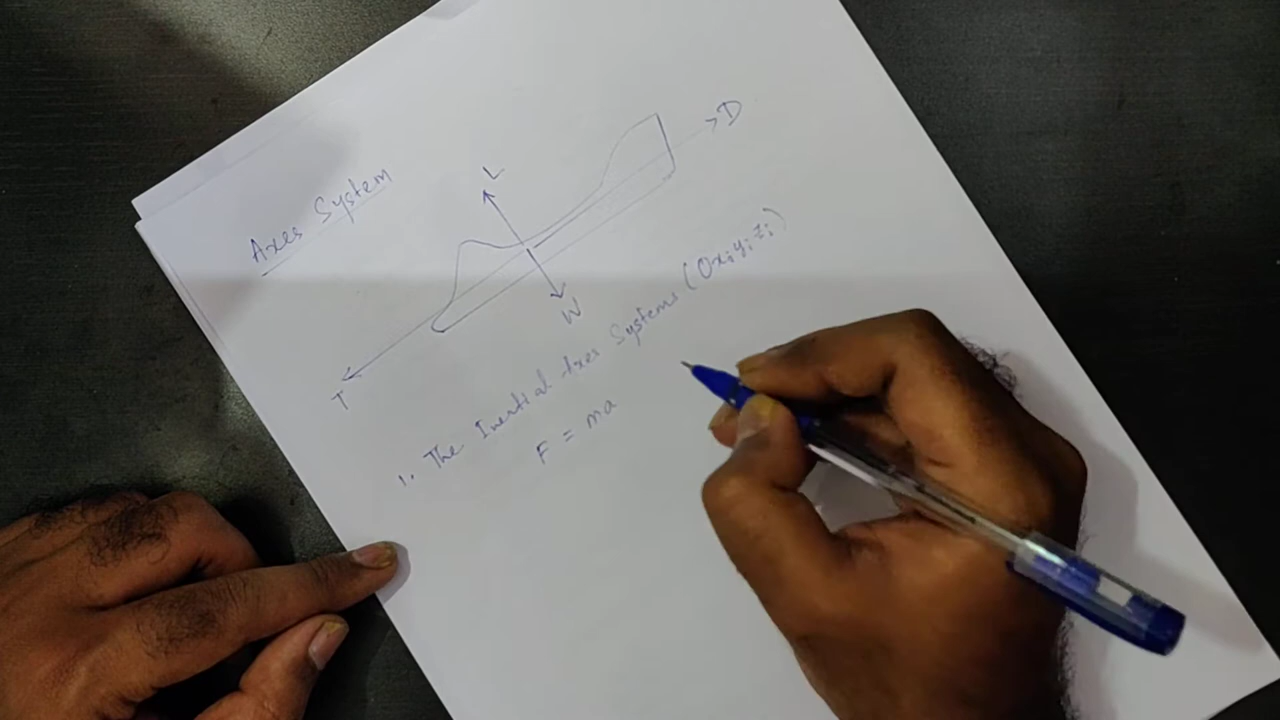 Axes System
L
D
W
T
1. The Inertial Axes Systems (Oxᵢyᵢzᵢ)
F = ma